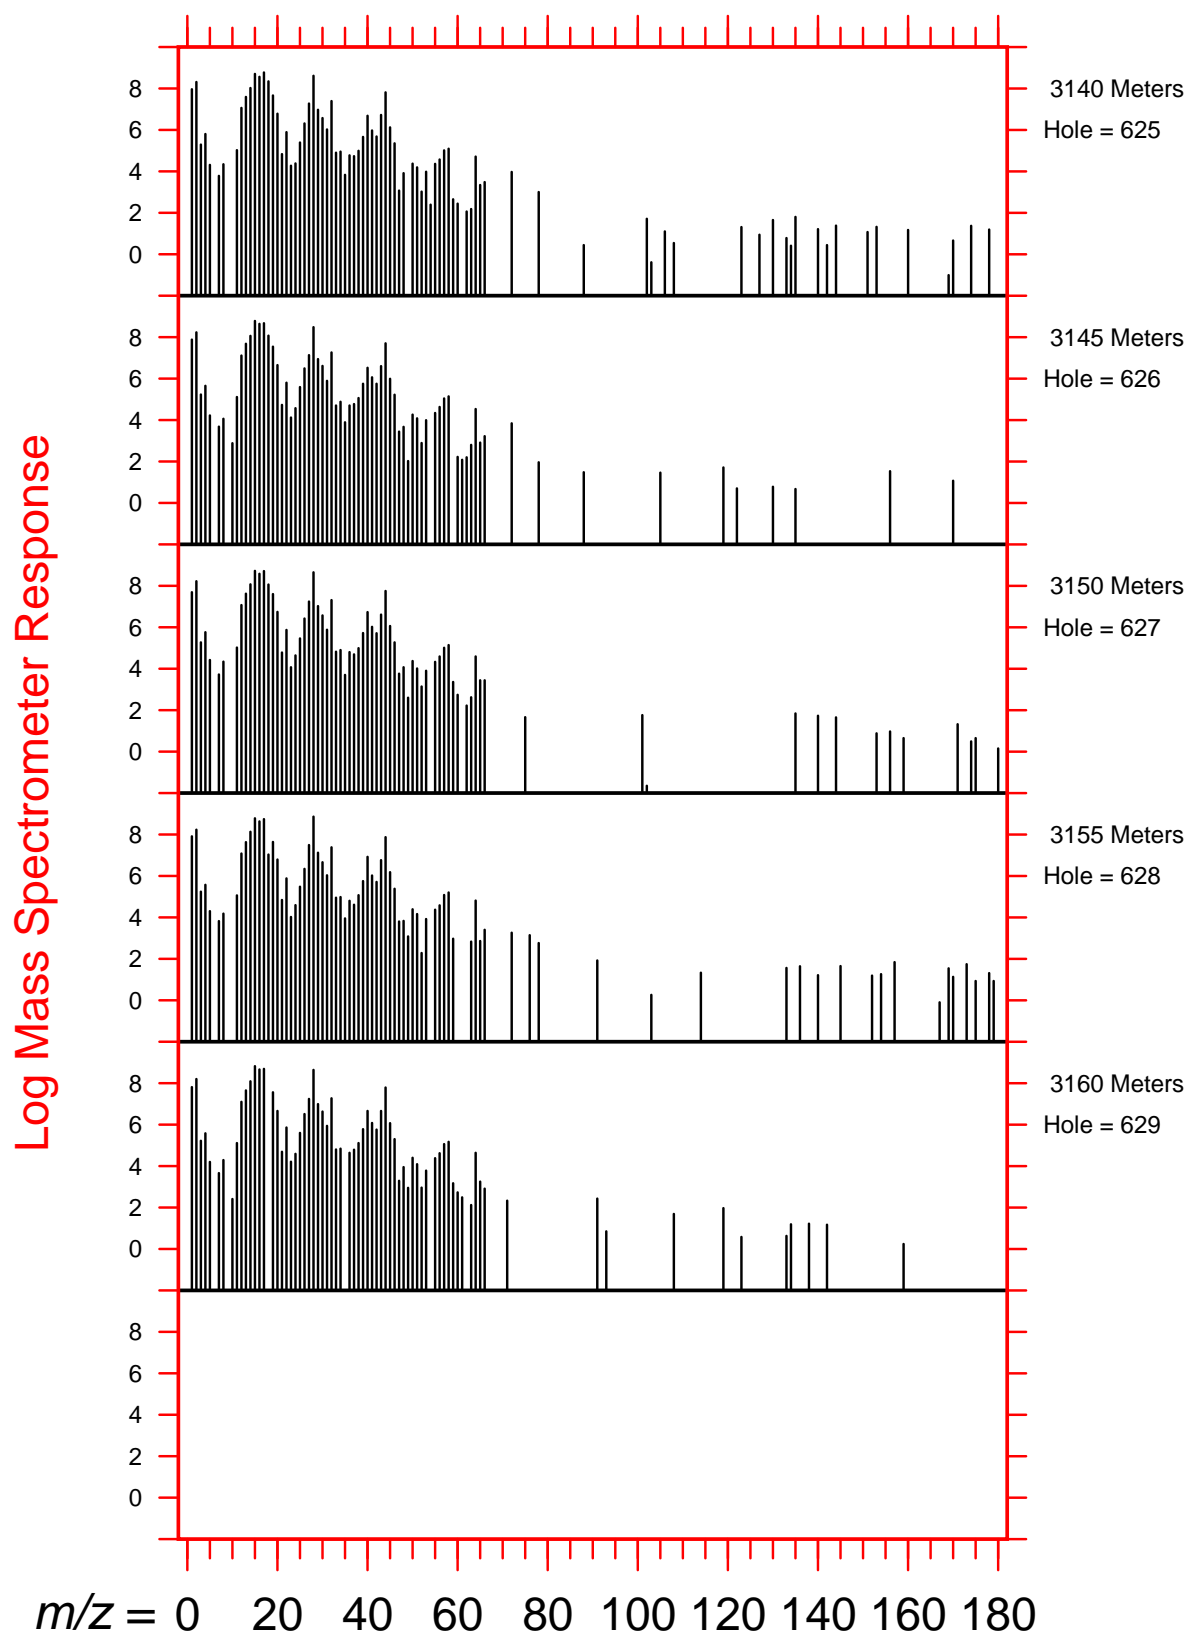 8
6
4
2
0
3140 Meters
Hole = 625
8
6
4
2
0
3145 Meters
Hole = 626
8
6
4
2
0
3150 Meters
Hole = 627
8
6
4
2
0
3155 Meters
Hole = 628
8
6
4
2
0
3160 Meters
Hole = 629
8
6
4
2
0
Log Mass Spectrometer Response
m/z = 0 20 40 60 80 100 120 140 160 180